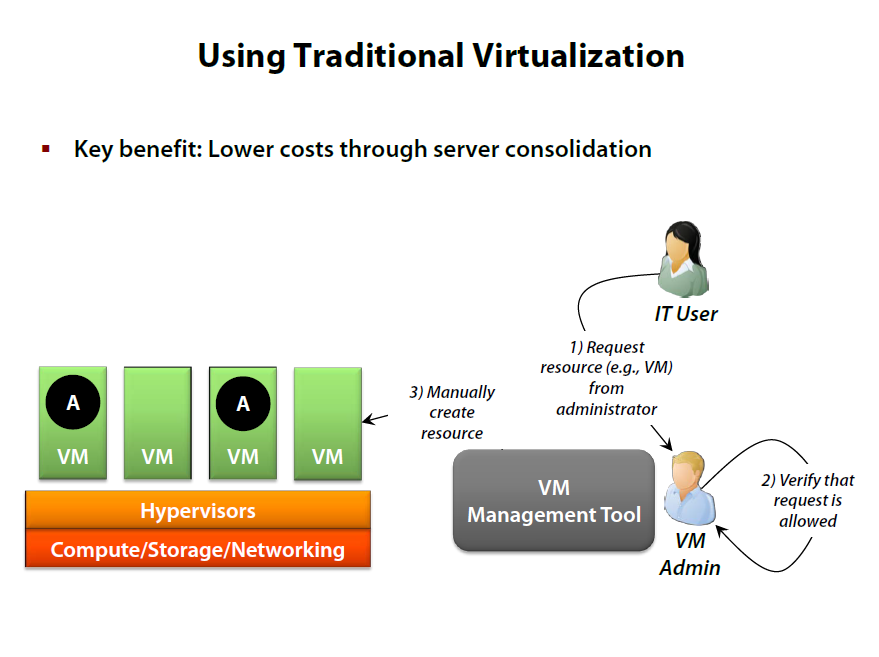 Using Traditional Virtualization
▪ Key benefit: Lower costs through server consolidation
IT User
1) Request
resource (e.g., VM)
from
administrator
3) Manually
create
resource
A
VM
VM
A
VM
VM
Hypervisors
Compute/Storage/Networking
VM
Management Tool
VM
Admin
2) Verify that
request is
allowed